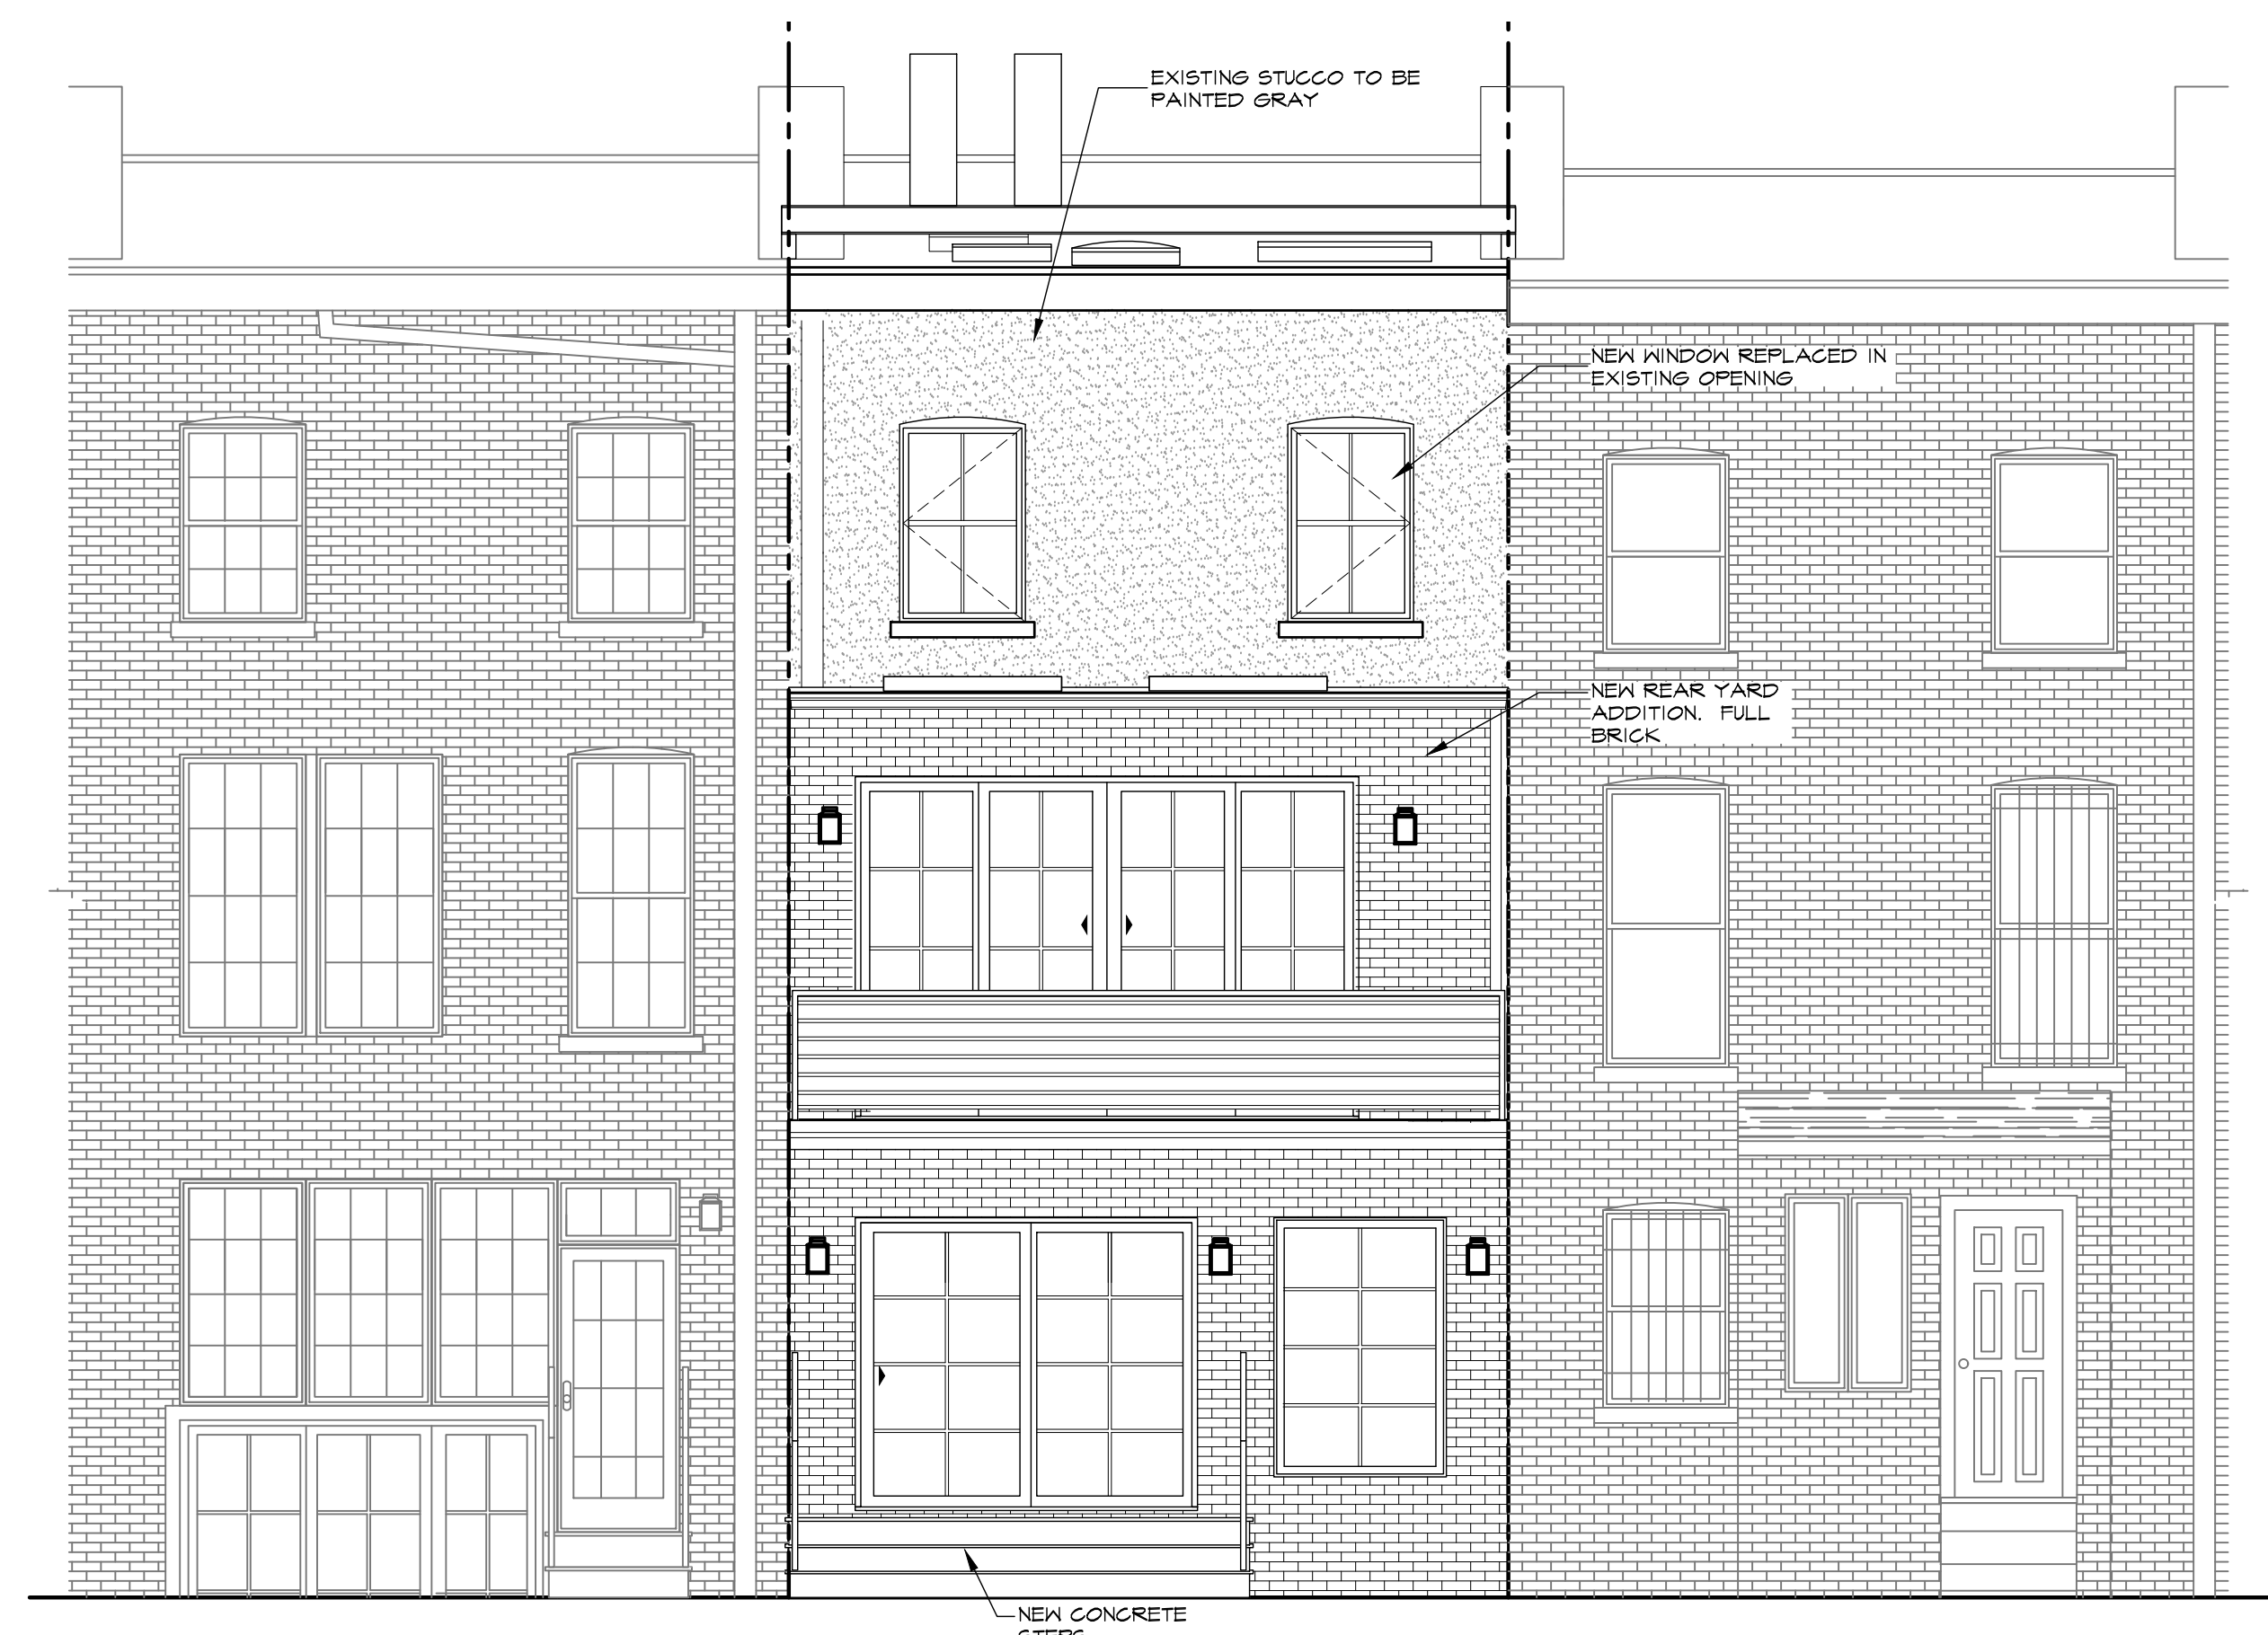 EXISTING STUCCO TO BE
PAINTED GRAY
NEW WINDOW REPLACED IN
EXISTING OPENING
NEW REAR YARD
ADDITION. FULL
BRICK
NEW CONCRETE